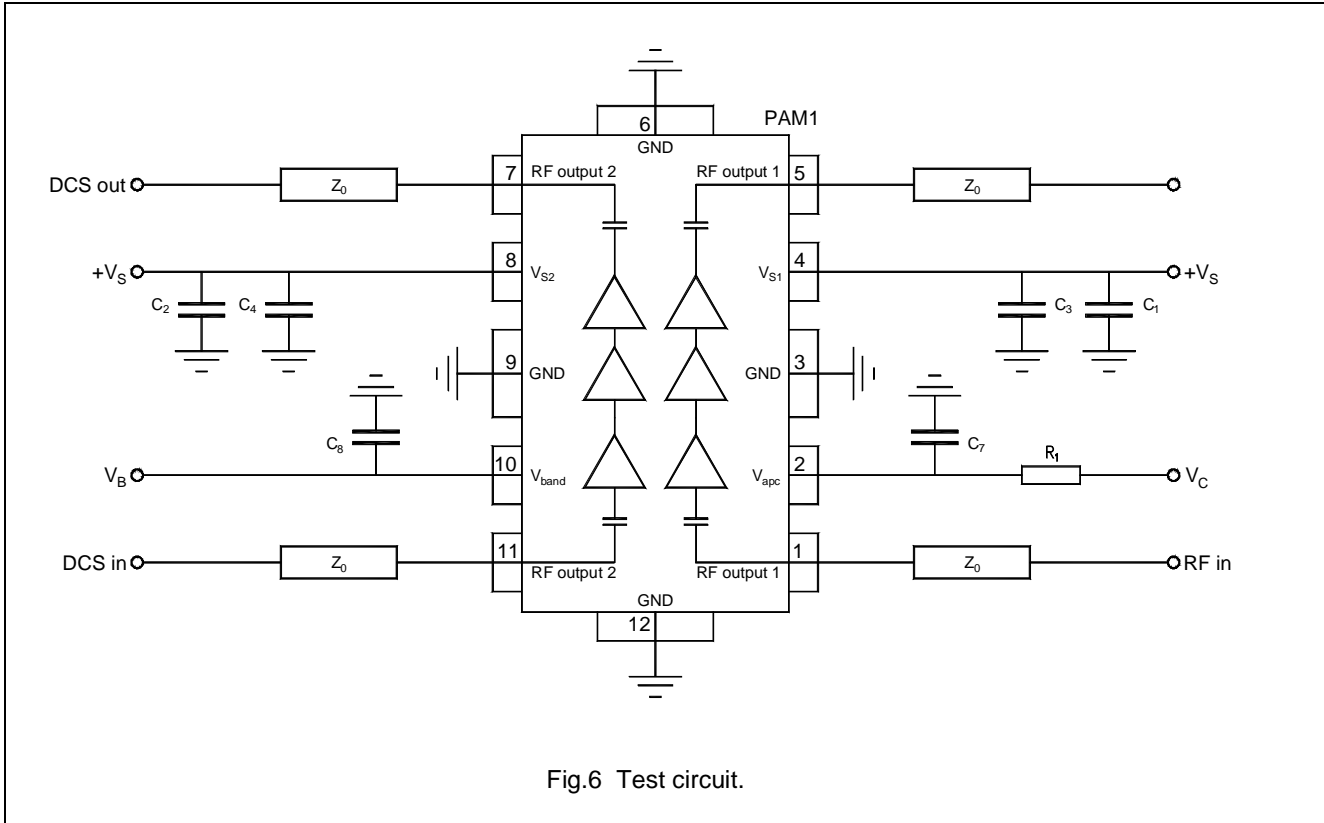 6
GND
PAM1
DCS out
Z0
7
RF output 2
RF output 1
5
Z0
+VS
8
VS2
VS1
4
+VS
C2
C4
C3
C1
9
GND
GND
3
C8
C7
R1
VB
10
Vband
Vapc
2
VC
DCS in
Z0
11
RF output 2
RF output 1
1
Z0
RF in
GND
12
Fig.6 Test circuit.